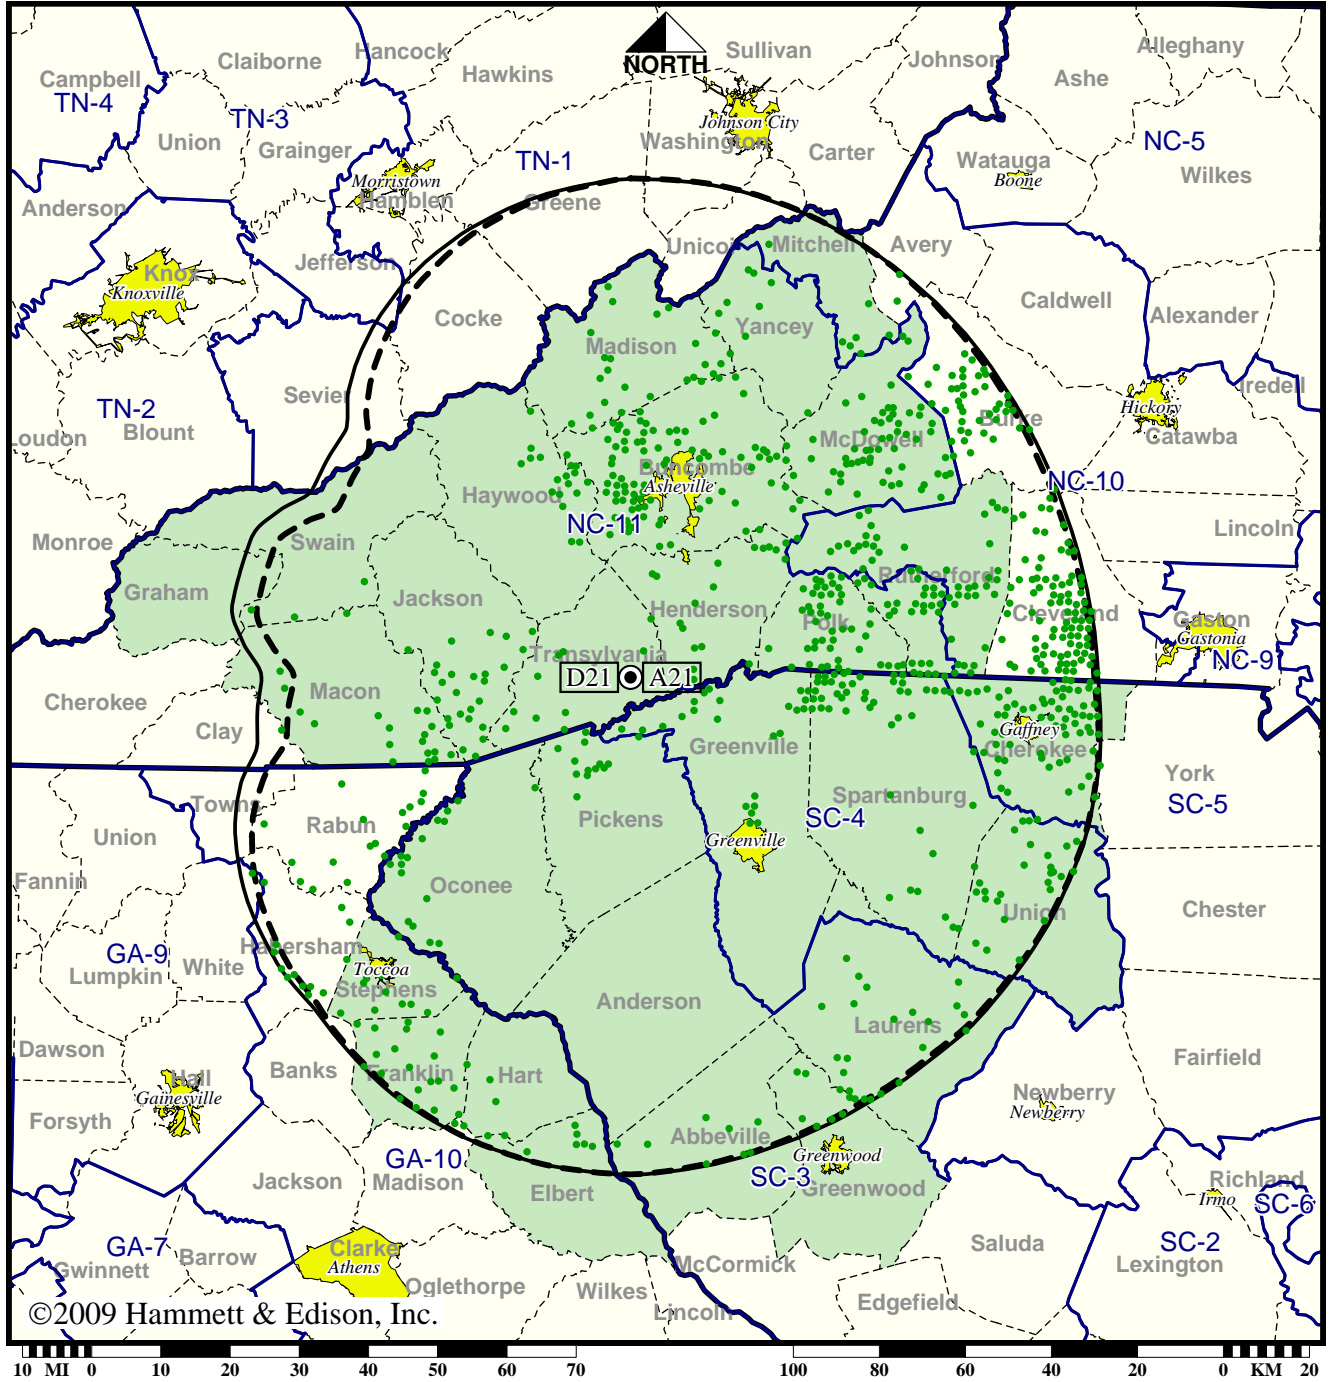 NORTH
Hancock
Sullivan
Alleghany
Claiborne
Johnson
Hawkins
Ashe
Campbell
TN-4
TN-3
Johnson City
Union
Grainger
Washington
Carter
NC-5
TN-1
Watauga
Boone
Wilkes
Morristown
Hamblen
Anderson
Greene
Unicoi
Mitchell
Avery
Jefferson
Knox
Knoxville
Caldwell
Alexander
Cocke
Yancey
Madison
Sevier
Iredell
TN-2
Hickory
Burke
Loudon
Blount
McDowell
Catawba
Buncombe
Asheville
NC-10
Haywood
NC-11
Lincoln
Monroe
Swain
Rutherford
Graham
Jackson
Henderson
Cleveland
Gaston
Polk
Gastonia
Transylvania
NC-9
D21
A21
Macon
Cherokee
Clay
Gaffney
Greenville
Cherokee
York
SC-5
Towns
Spartanburg
SC-4
Rabun
Pickens
Union
Greenville
Fannin
Oconee
Union
Chester
Habersham
GA-9
White
Toccoa
Lumpkin
Stephens
Anderson
Laurens
Dawson
Fairfield
Banks
Franklin
Hart
Hall
Gainesville
Newberry
Newberry
Forsyth
Abbeville
Greenwood
GA-10
SC-3
Jackson
Madison
Elbert
Greenwood
Richland
Irmo
SC-6
GA-7
Barrow
Clarke
Athens
Saluda
SC-2
Gwinnett
McCormick
Lexington
Oglethorpe
Wilkes
Edgefield
Lincoln
©2009 Hammett & Edison, Inc.
10 MI 0 10 20 30 40 50 60 70 100 80 60 40 20 0 KM 20